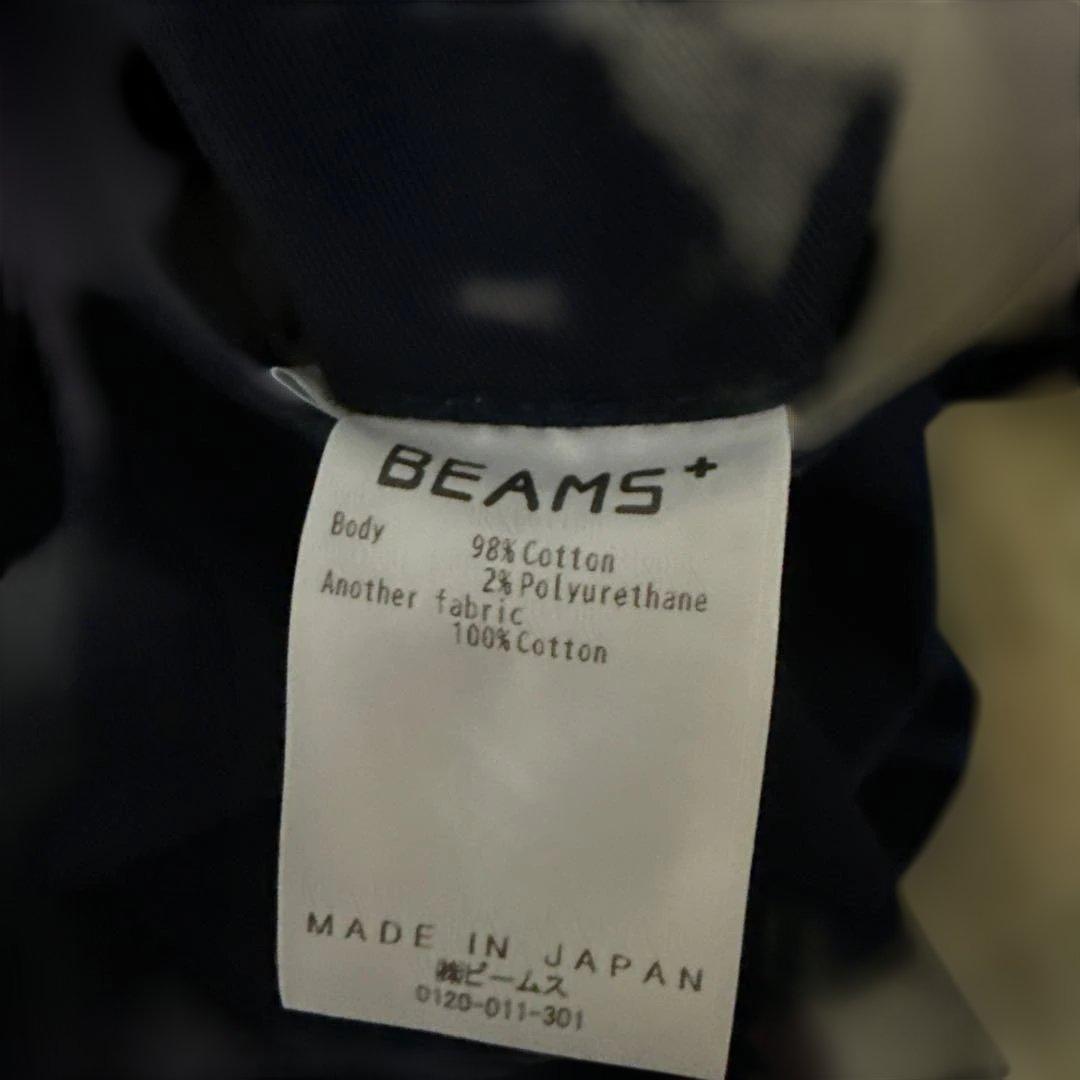 BEAMS+
Body
98% Cotton
2% Polyurethane
Another fabric
100% Cotton
MADE IN JAPAN
㈱ビームス
0120-011-301